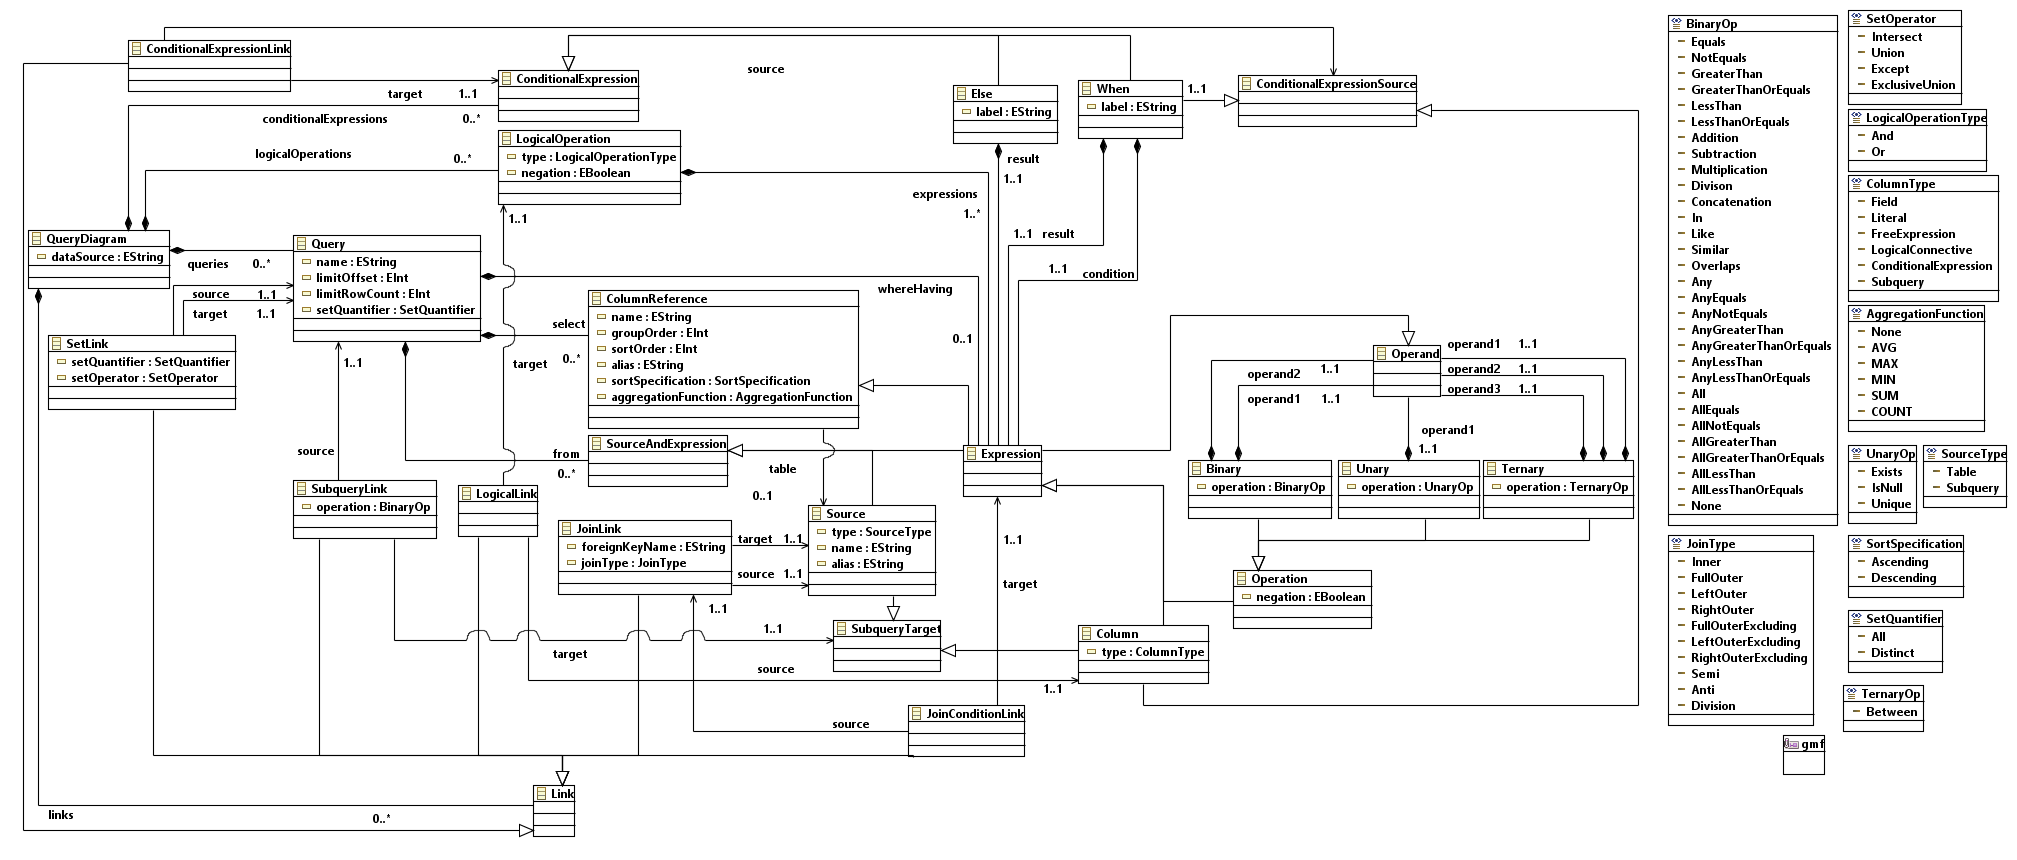 ConditionalExpressionLink
source
target 1..1
ConditionalExpression
conditionalExpressions 0..*
Else
label : EString
When
label : EString
1..1
ConditionalExpressionSource
LogicalOperation
type : LogicalOperationType
negation : EBoolean
logicalOperations 0..*
result
1..1
expressions
1..*
1..1 result
1..1 condition
1..1
QueryDiagram
dataSource : EString
queries 0..*
Query
name : EString
limitOffset : EInt
limitRowCount : EInt
setQuantifier : SetQuantifier
source 1..1
target 1..1
whereHaving
0..1
ColumnReference
name : EString
groupOrder : EInt
sortOrder : EInt
alias : EString
sortSpecification : SortSpecification
aggregationFunction : AggregationFunction
select
0..*
target
SetLink
setQuantifier : SetQuantifier
setOperator : SetOperator
1..1
source
Operand
operand1 1..1
operand2 1..1
operand3 1..1
operand2 1..1
operand1 1..1
operand1
1..1
SourceAndExpression
from
0..*
table
0..1
Expression
Binary
operation : BinaryOp
Unary
operation : UnaryOp
Ternary
operation : TernaryOp
SubqueryLink
operation : BinaryOp
LogicalLink
JoinLink
foreignKeyName : EString
joinType : JoinType
target 1..1
source 1..1
Source
type : SourceType
name : EString
alias : EString
1..1
target
Operation
negation : EBoolean
1..1
SubqueryTarget
1..1
target
Column
type : ColumnType
source
1..1
JoinConditionLink
source
Link
links
0..*
BinaryOp
Equals
NotEquals
GreaterThan
GreaterThanOrEquals
LessThan
LessThanOrEquals
Addition
Subtraction
Multiplication
Divison
Concatenation
In
Like
Similar
Overlaps
Any
AnyEquals
AnyNotEquals
AnyGreaterThan
AnyGreaterThanOrEquals
AnyLessThan
AnyLessThanOrEquals
All
AllEquals
AllNotEquals
AllGreaterThan
AllGreaterThanOrEquals
AllLessThan
AllLessThanOrEquals
None
JoinType
Inner
FullOuter
LeftOuter
RightOuter
FullOuterExcluding
LeftOuterExcluding
RightOuterExcluding
Semi
Anti
Division
SetOperator
Intersect
Union
Except
ExclusiveUnion
LogicalOperationType
And
Or
ColumnType
Field
Literal
FreeExpression
LogicalConnective
ConditionalExpression
Subquery
AggregationFunction
None
AVG
MAX
MIN
SUM
COUNT
UnaryOp
Exists
IsNull
Unique
SourceType
Table
Subquery
SortSpecification
Ascending
Descending
SetQuantifier
All
Distinct
TernaryOp
Between
gmf